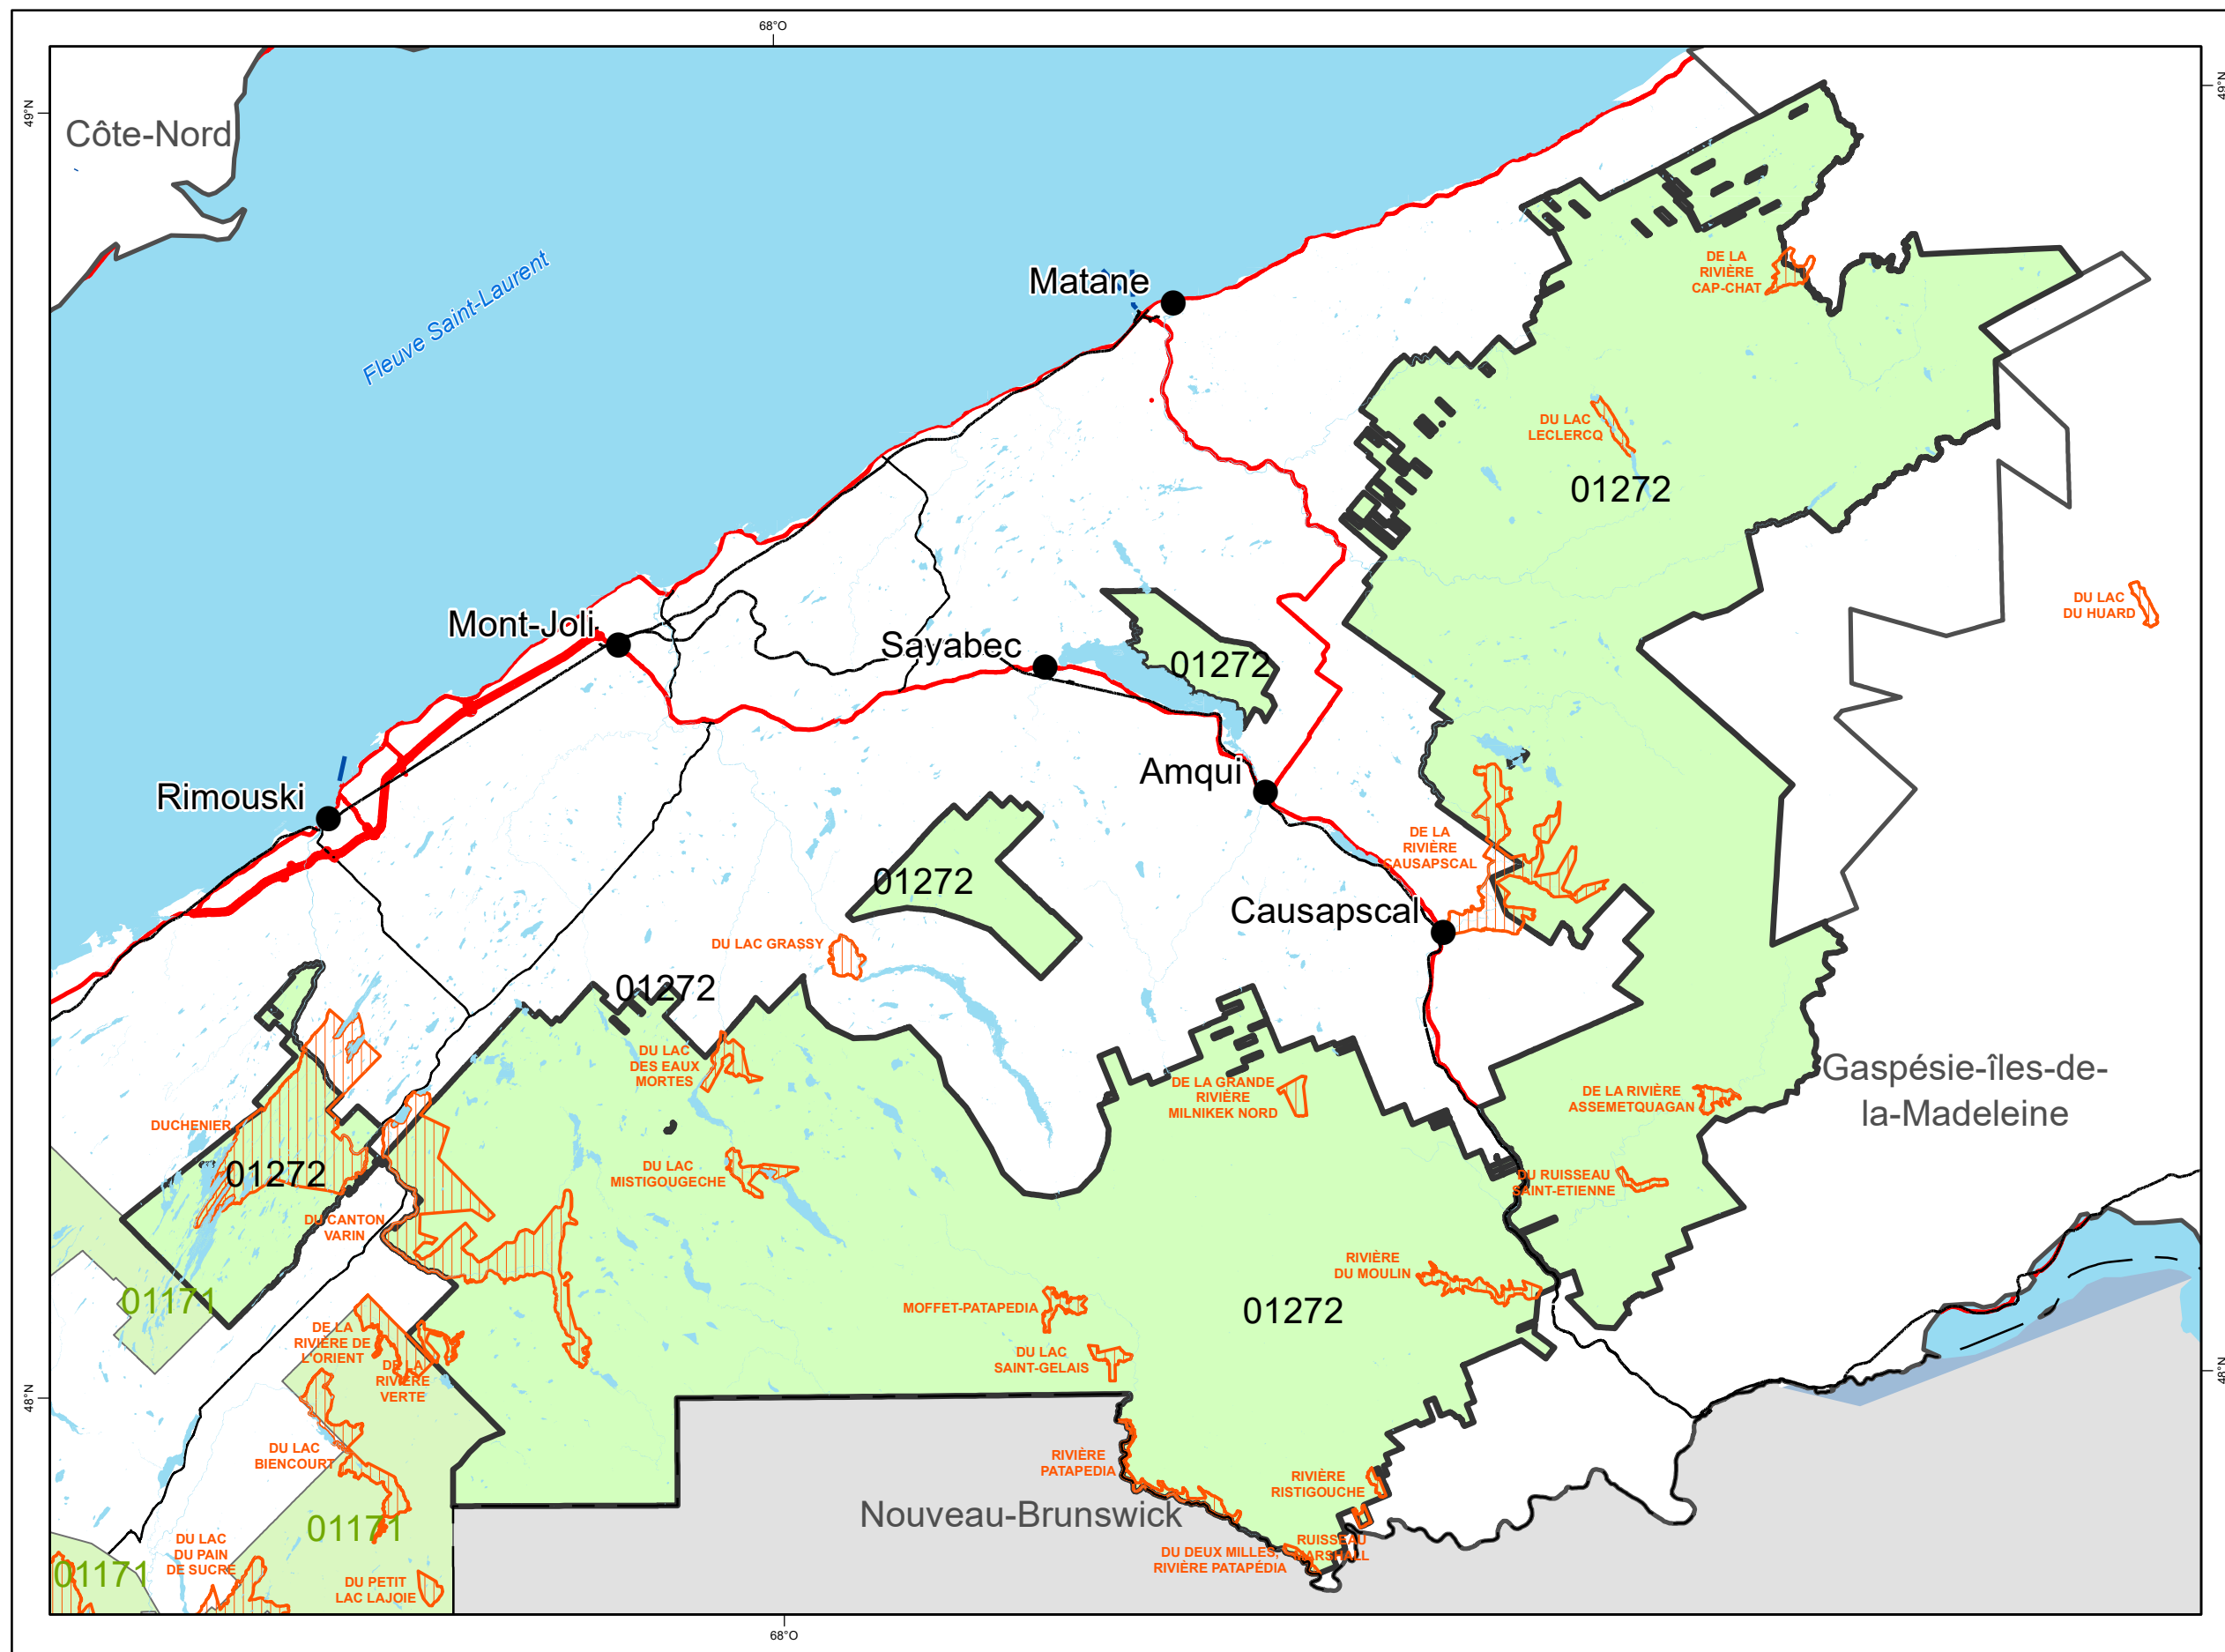 68°O
49°N
49°N
Côte-Nord
Fleuve Saint-Laurent
Matane
DE LA
RIVIÈRE
CAP-CHAT
DU LAC
LECLERCQ
01272
DU LAC
DU HUARD
Mont-Joli
Sayabec
01272
Rimouski
Amqui
DE LA
RIVIÈRE
CAUSAPSCAL
01272
Causapscal
DU LAC GRASSY
01272
DU LAC
DES EAUX
MORTES
DE LA GRANDE
RIVIÈRE
MILNIKEK NORD
DE LA RIVIÈRE
ASSEMETQUAGAN
Gaspésie-îles-de-
la-Madeleine
DUCHENIER
01272
DU LAC
MISTIGOUGECHE
DU RUISSEAU
SAINT-ETIENNE
DU CANTON
VARIN
RIVIÈRE
DU MOULIN
01171
MOFFET-PATAPEDIA
01272
DE LA
RIVIÈRE DE
L'ORIENT
DE LA
RIVIÈRE
VERTE
DU LAC
SAINT-GELAIS
48°N
48°N
DU LAC
BIENCOURT
RIVIÈRE
PATAPEDIA
RIVIÈRE
RISTIGOUCHE
Nouveau-Brunswick
01171
DU LAC
DU PAIN
DE SUCRE
RUISSEAU
MARSHALL
DU DEUX MILLES,
RIVIÈRE PATAPÉDIA
01171
DU PETIT
LAC LAJOIE
68°O